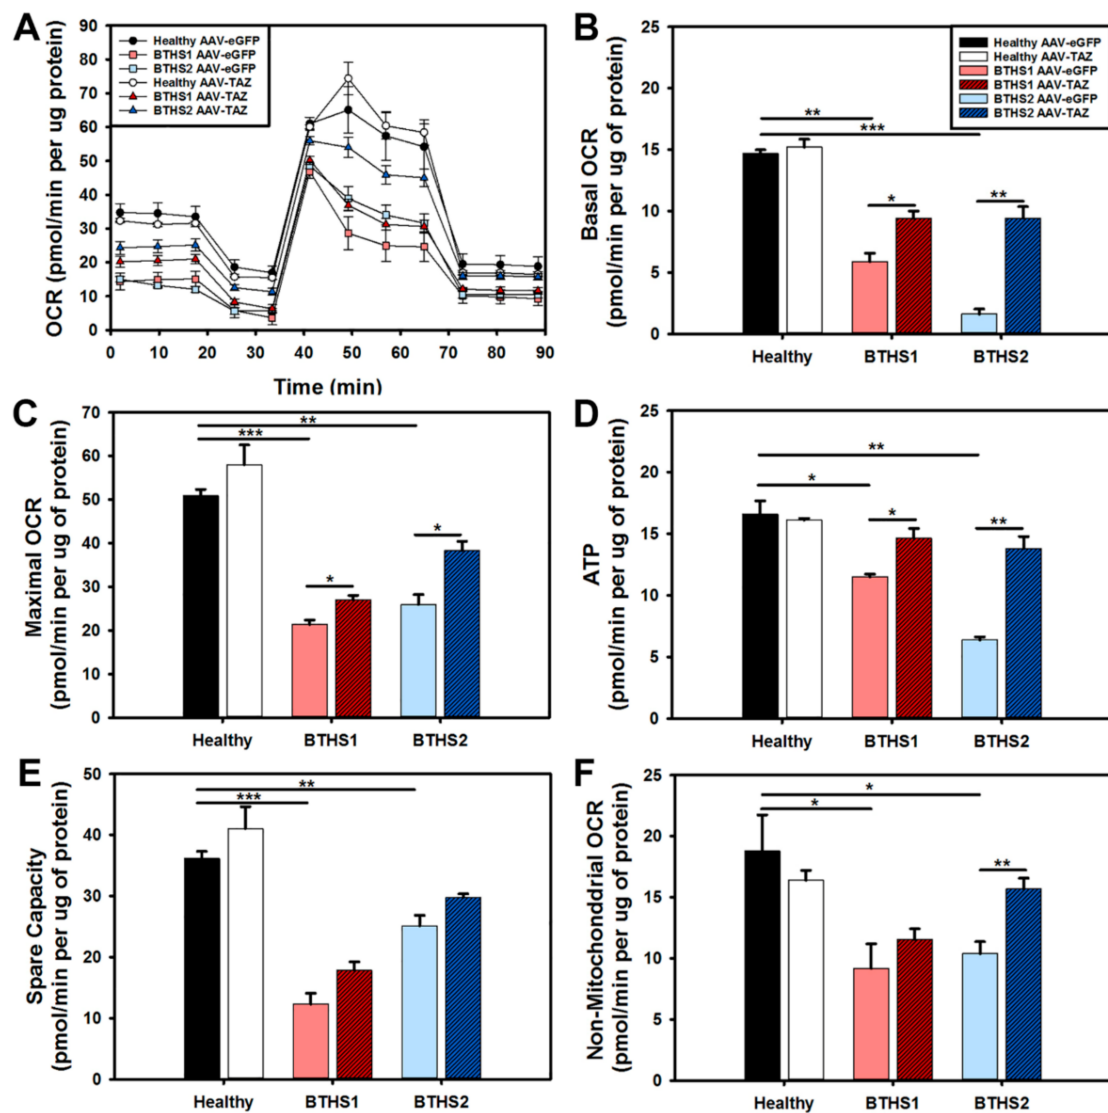 A
OCR (pmol/min per ug protein)
90
80
70
60
50
40
30
20
10
0
Healthy AAV-eGFP
BTHS1 AAV-eGFP
BTHS2 AAV-eGFP
Healthy AAV-TAZ
BTHS1 AAV-TAZ
BTHS2 AAV-TAZ
0 10 20 30 40 50 60 70 80 90
Time (min)
B
Basal OCR
(pmol/min per ug of protein)
25
20
15
10
5
0
Healthy AAV-eGFP
Healthy AAV-TAZ
BTHS1 AAV-eGFP
BTHS1 AAV-TAZ
BTHS2 AAV-eGFP
BTHS2 AAV-TAZ
**
***
*
**
Healthy BTHS1 BTHS2
C
Maximal OCR
(pmol/min per ug of protein)
70
60
50
40
30
20
10
0
**
***
*
*
Healthy BTHS1 BTHS2
D
ATP
(pmol/min per ug of protein)
25
20
15
10
5
0
**
*
*
**
Healthy BTHS1 BTHS2
E
Spare Capacity
(pmol/min per ug of protein)
50
40
30
20
10
0
**
***
Healthy BTHS1 BTHS2
F
Non-Mitochonddrial OCR
(pmol/min per ug of protein)
25
20
15
10
5
0
*
*
**
Healthy BTHS1 BTHS2